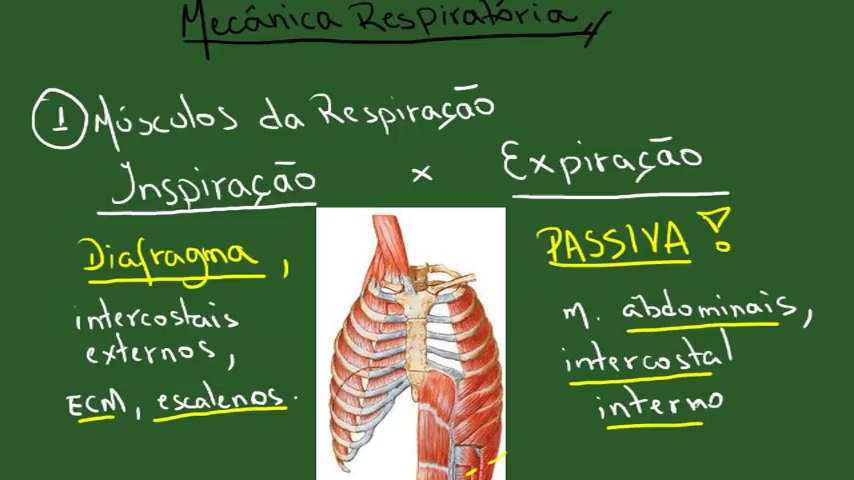 Mecânica Respiratória
1 Músculos da Respiração
Inspiração x Expiração
Diafragma,
intercostais
externos,
ECM, escalenos.
PASSIVA!
m. abdominais,
intercostal
interno